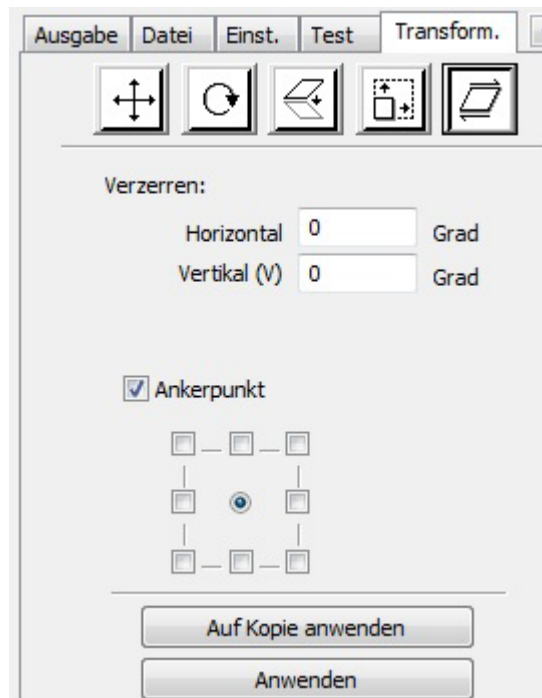 Ausgabe Datei Einst. Test Transform.
Verzerren:
Horizontal 0 Grad
Vertikal (V) 0 Grad
Ankerpunkt
Auf Kopie anwenden
Anwenden